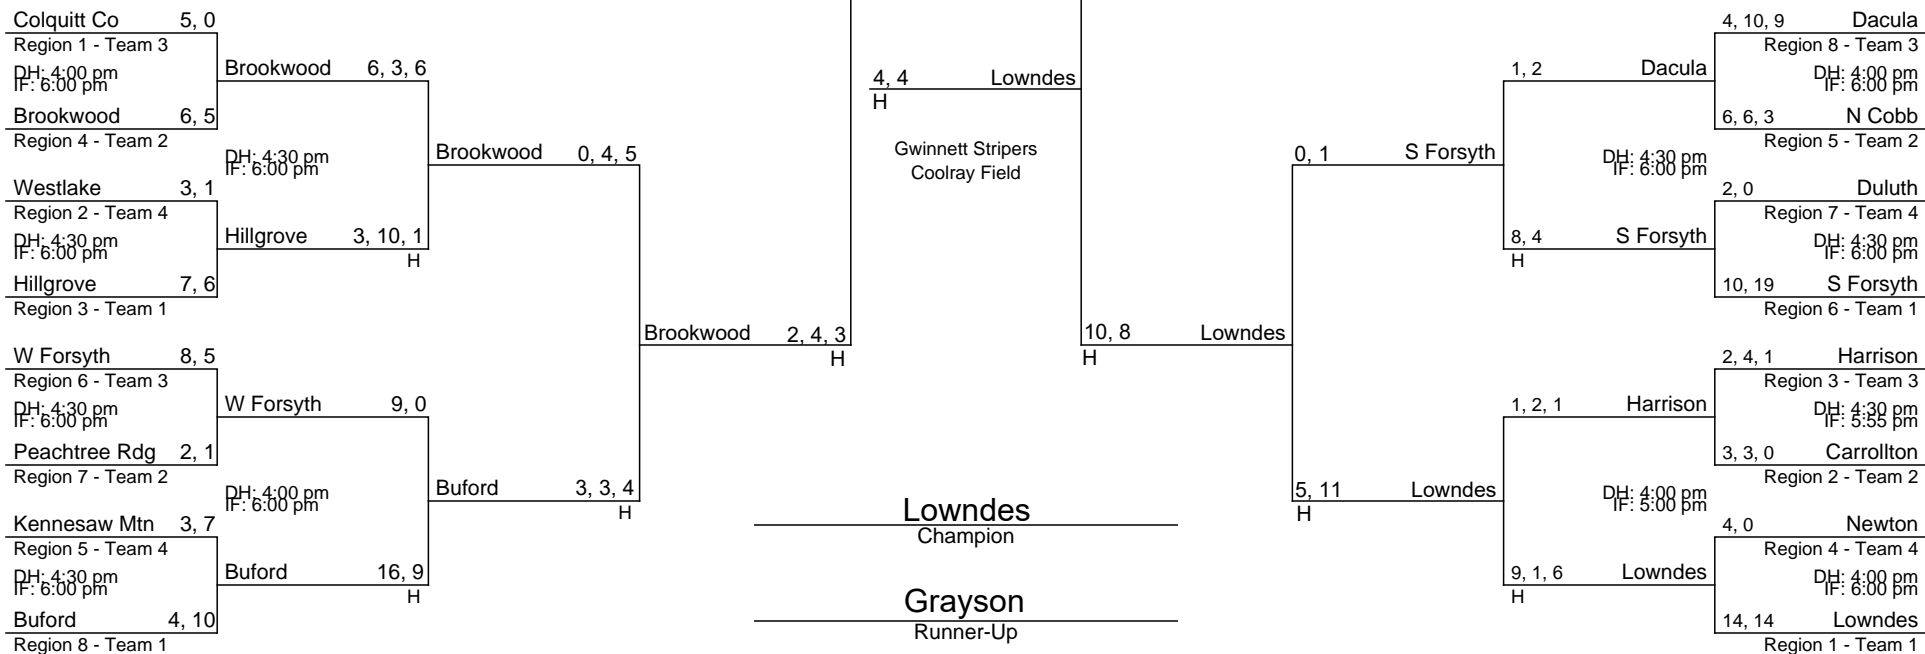 Colquitt Co 5, 0
Region 1 - Team 3
DH: 4:00 pm
IF: 6:00 pm
Brookwood 6, 5
Region 4 - Team 2
Westlake 3, 1
Region 2 - Team 4
DH: 4:30 pm
IF: 6:00 pm
Hillgrove 7, 6
Region 3 - Team 1
W Forsyth 8, 5
Region 6 - Team 3
DH: 4:30 pm
IF: 6:00 pm
Peachtree Rdg 2, 1
Region 7 - Team 2
Kennesaw Mtn 3, 7
Region 5 - Team 4
DH: 4:30 pm
IF: 6:00 pm
Buford 4, 10
Region 8 - Team 1
Brookwood 6, 3, 6
DH: 4:30 pm
IF: 6:00 pm
Hillgrove 3, 10, 1
H
W Forsyth 9, 0
DH: 4:00 pm
IF: 6:00 pm
Buford 16, 9
H
Brookwood 0, 4, 5
Buford 3, 3, 4
H
Brookwood 2, 4, 3
H
4, 4 Lowndes
H
Gwinnett Stripers
Coolray Field
Lowndes
Champion
Grayson
Runner-Up
10, 8 Lowndes
H
0, 1 S Forsyth
5, 11 Lowndes
H
1, 2 Dacula
DH: 4:30 pm
IF: 6:00 pm
8, 4 S Forsyth
H
1, 2, 1 Harrison
DH: 4:00 pm
IF: 5:00 pm
9, 1, 6 Lowndes
H
4, 10, 9 Dacula
Region 8 - Team 3
DH: 4:00 pm
IF: 6:00 pm
6, 6, 3 N Cobb
Region 5 - Team 2
2, 0 Duluth
Region 7 - Team 4
DH: 4:30 pm
IF: 6:00 pm
10, 19 S Forsyth
Region 6 - Team 1
2, 4, 1 Harrison
Region 3 - Team 3
DH: 4:30 pm
IF: 5:55 pm
3, 3, 0 Carrollton
Region 2 - Team 2
4, 0 Newton
Region 4 - Team 4
DH: 4:00 pm
IF: 6:00 pm
14, 14 Lowndes
Region 1 - Team 1